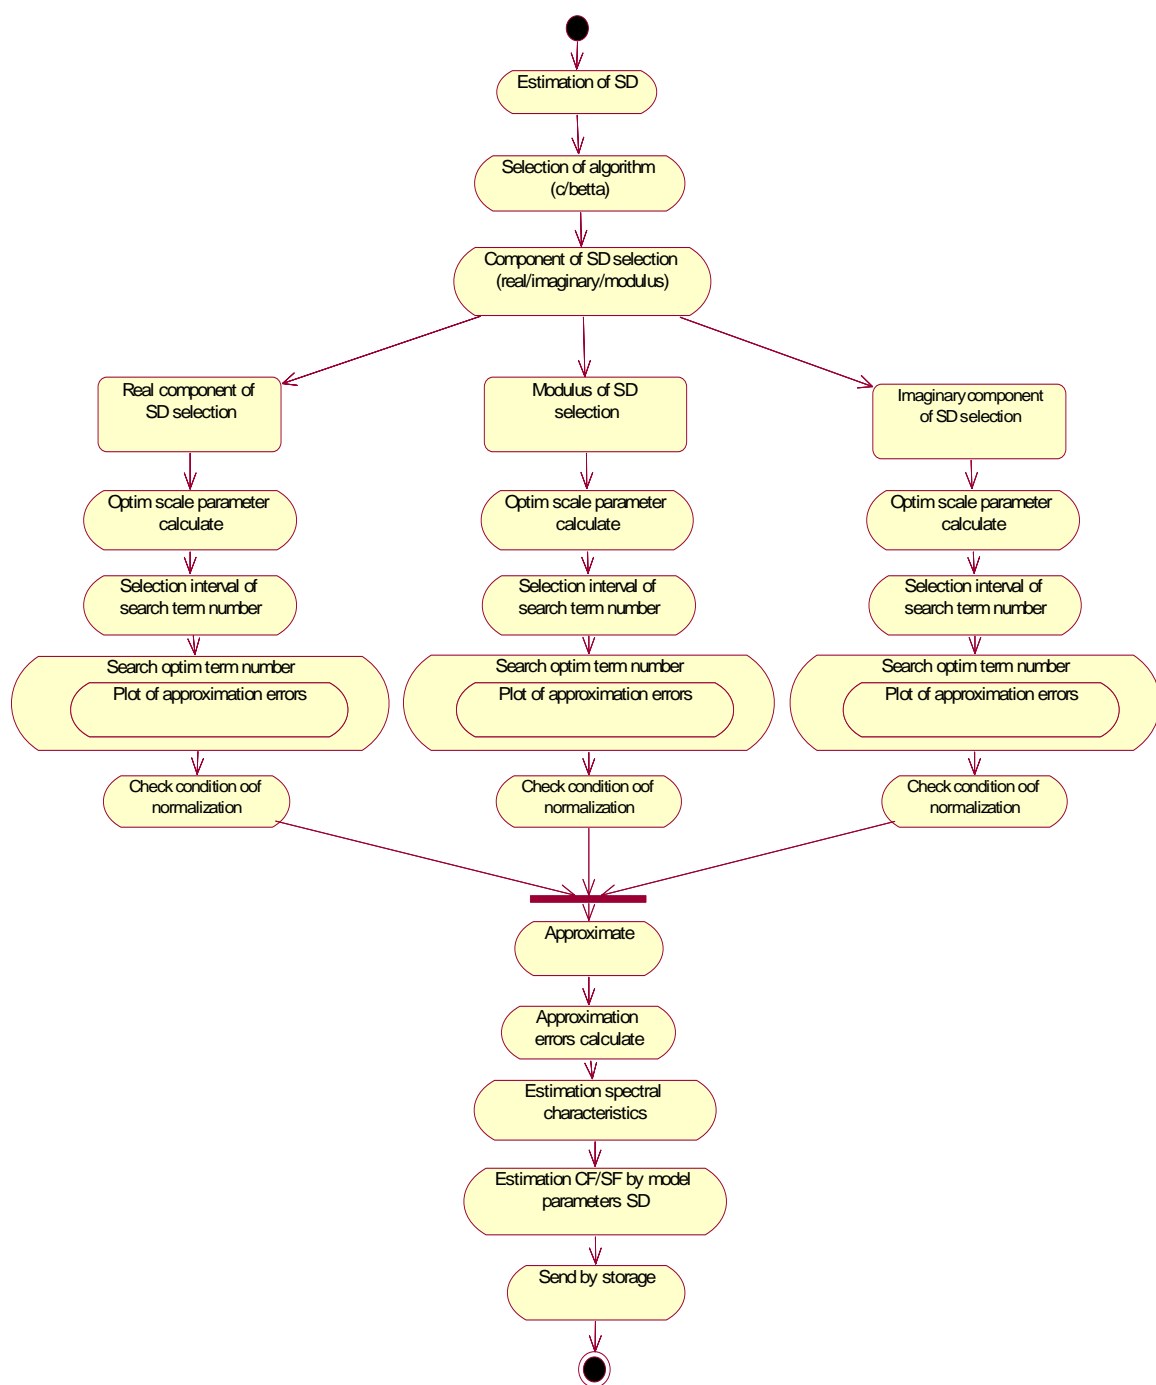 Estimation of SD
Selection of algorithm
(c/betta)
Component of SD selection
(real/imaginary/modulus)
Real component of
SD selection
Modulus of SD
selection
Imaginary component
of SD selection
Optim scale parameter
calculate
Optim scale parameter
calculate
Optim scale parameter
calculate
Selection interval of
search term number
Selection interval of
search term number
Selection interval of
search term number
Search optim term number
Plot of approximation errors
Search optim term number
Plot of approximation errors
Search optim term number
Plot of approximation errors
Check condition oof
normalization
Check condition oof
normalization
Check condition oof
normalization
Approximate
Approximation
errors calculate
Estimation spectral
characteristics
Estimation CF/SF by model
parameters SD
Send by storage